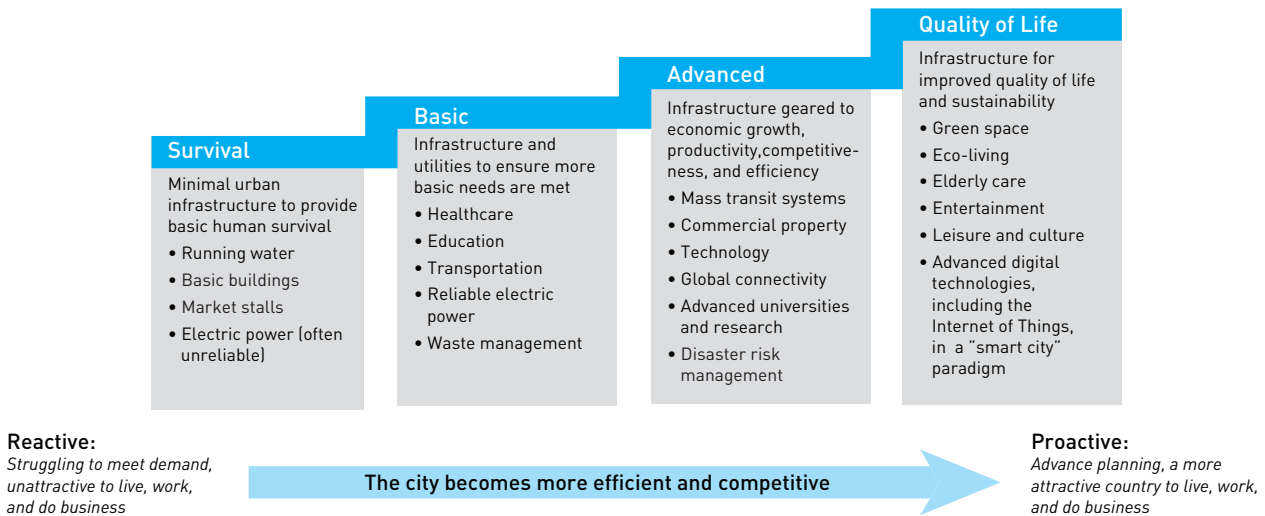 Survival
Minimal urban
infrastructure to provide
basic human survival
• Running water
• Basic buildings
• Market stalls
• Electric power (often
unreliable)
Basic
Infrastructure and
utilities to ensure more
basic needs are met
• Healthcare
• Education
• Transportation
• Reliable electric
power
• Waste management
Advanced
Infrastructure geared to
economic growth,
productivity,competitive-
ness, and efficiency
• Mass transit systems
• Commercial property
• Technology
• Global connectivity
• Advanced universities
and research
• Disaster risk
management
Quality of Life
Infrastructure for
improved quality of life
and sustainability
• Green space
• Eco-living
• Elderly care
• Entertainment
• Leisure and culture
• Advanced digital
technologies,
including the
Internet of Things,
in a "smart city"
paradigm
Reactive:
Struggling to meet demand,
unattractive to live, work,
and do business
The city becomes more efficient and competitive
Proactive:
Advance planning, a more
attractive country to live, work,
and do business